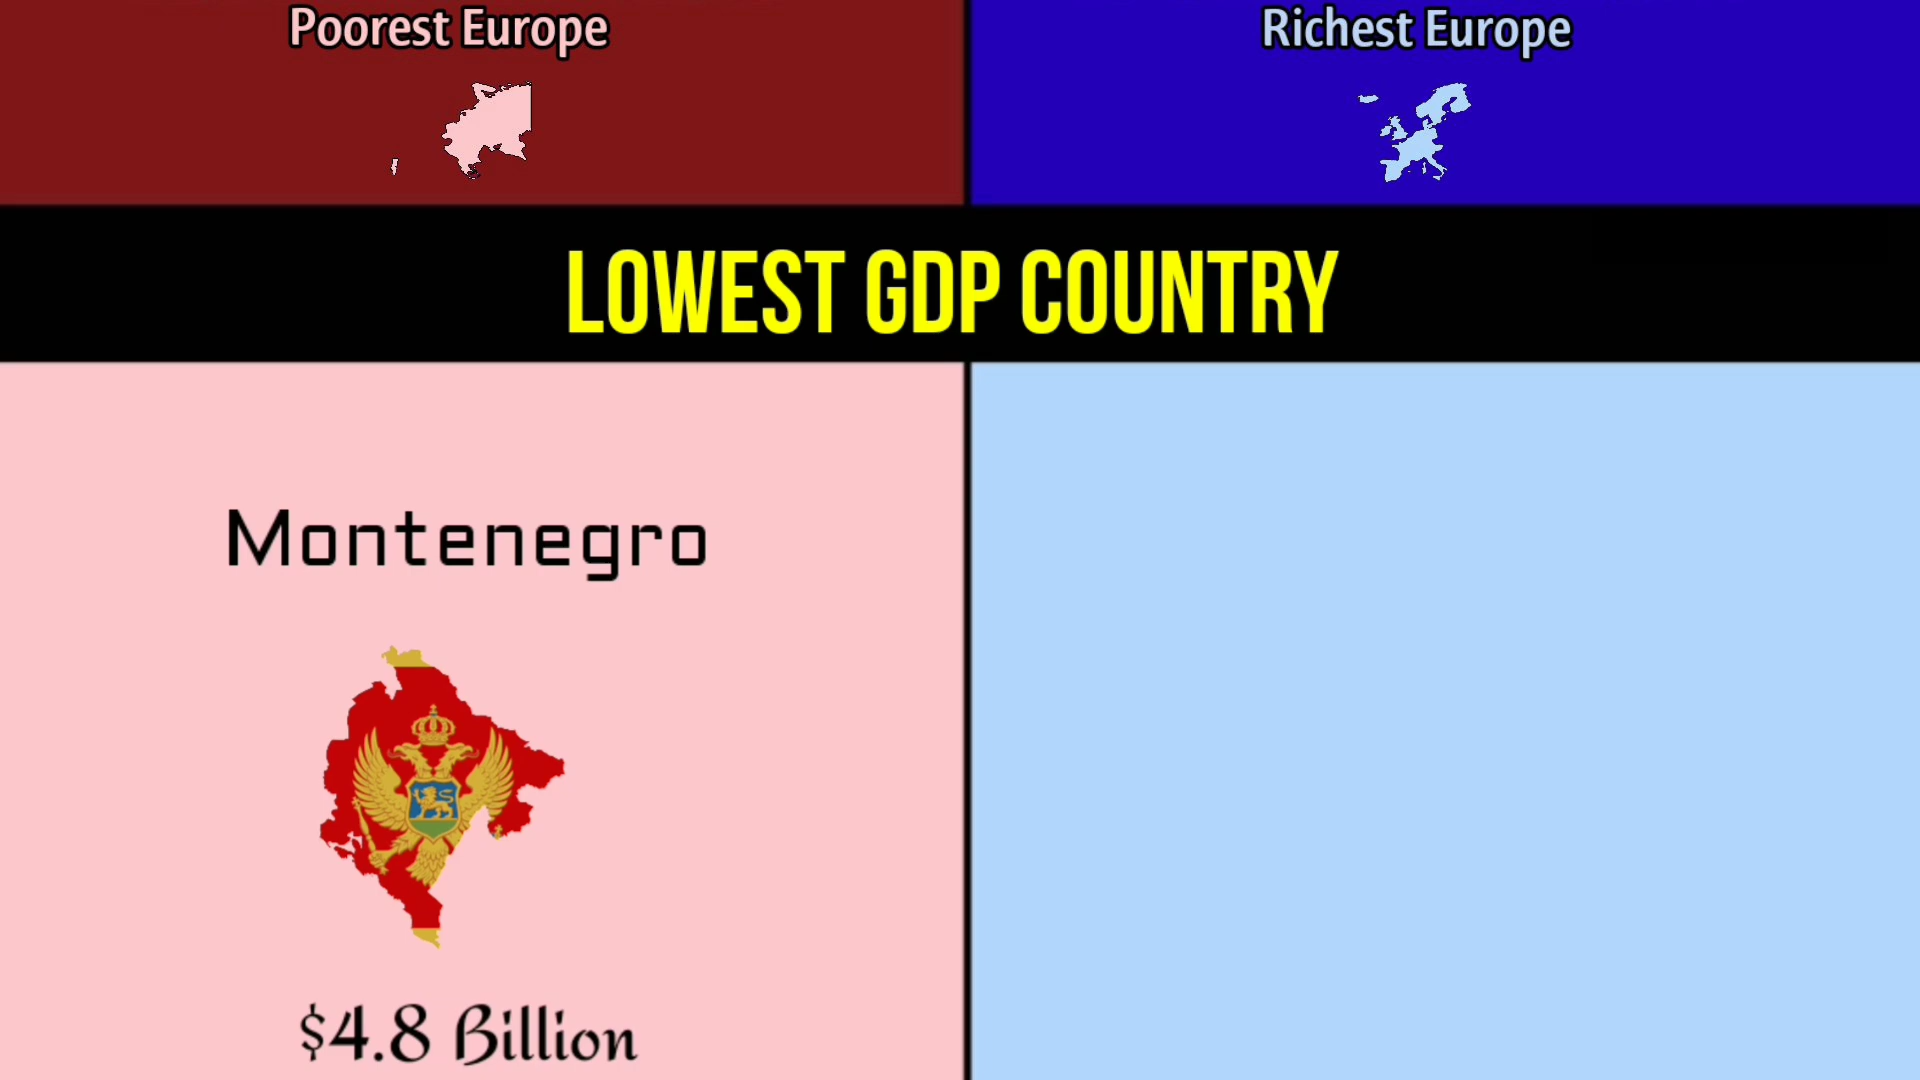 Poorest Europe
Richest Europe
LOWEST GDP COUNTRY
Montenegro
$4.8 Billion